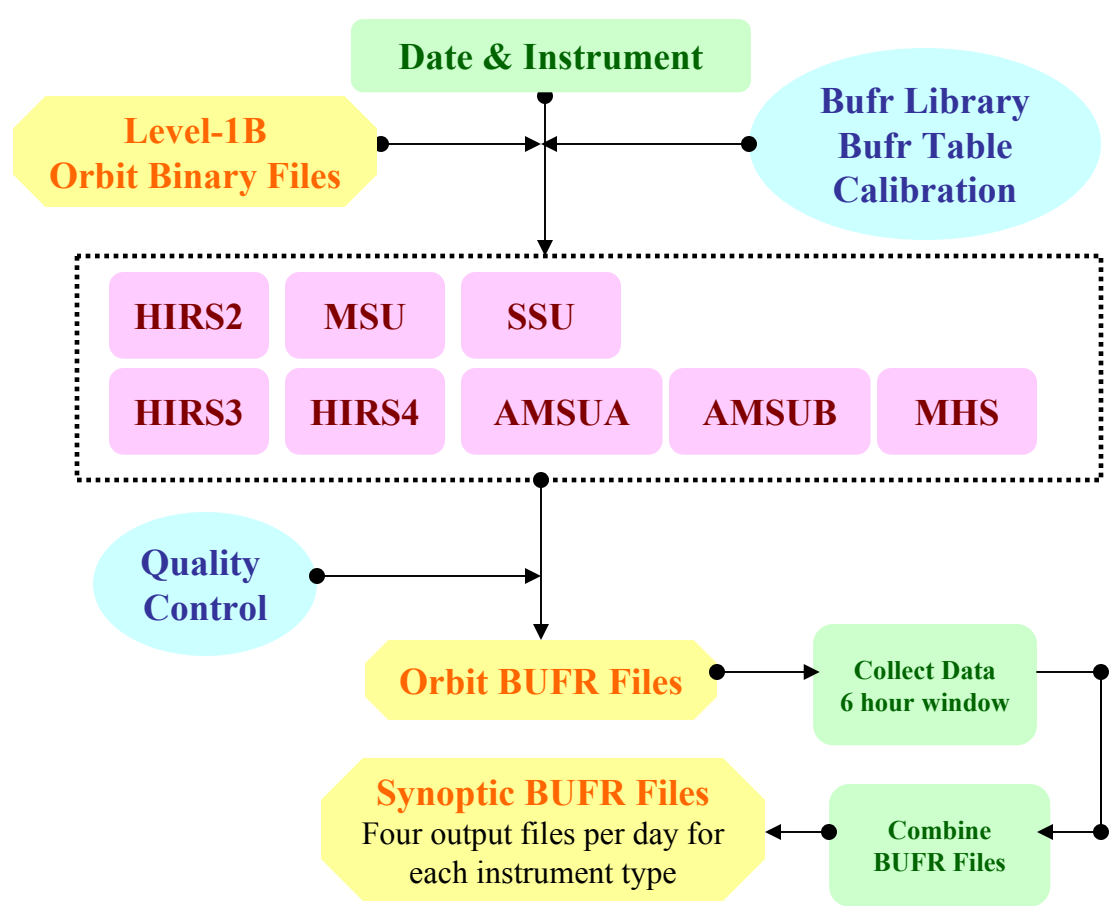 Date & Instrument
Level-1B
Orbit Binary Files
Bufr Library
Bufr Table
Calibration
HIRS2
MSU
SSU
HIRS3
HIRS4
AMSUA
AMSUB
MHS
Quality
Control
Orbit BUFR Files
Collect Data
6 hour window
Synoptic BUFR Files
Four output files per day for
each instrument type
Combine
BUFR Files